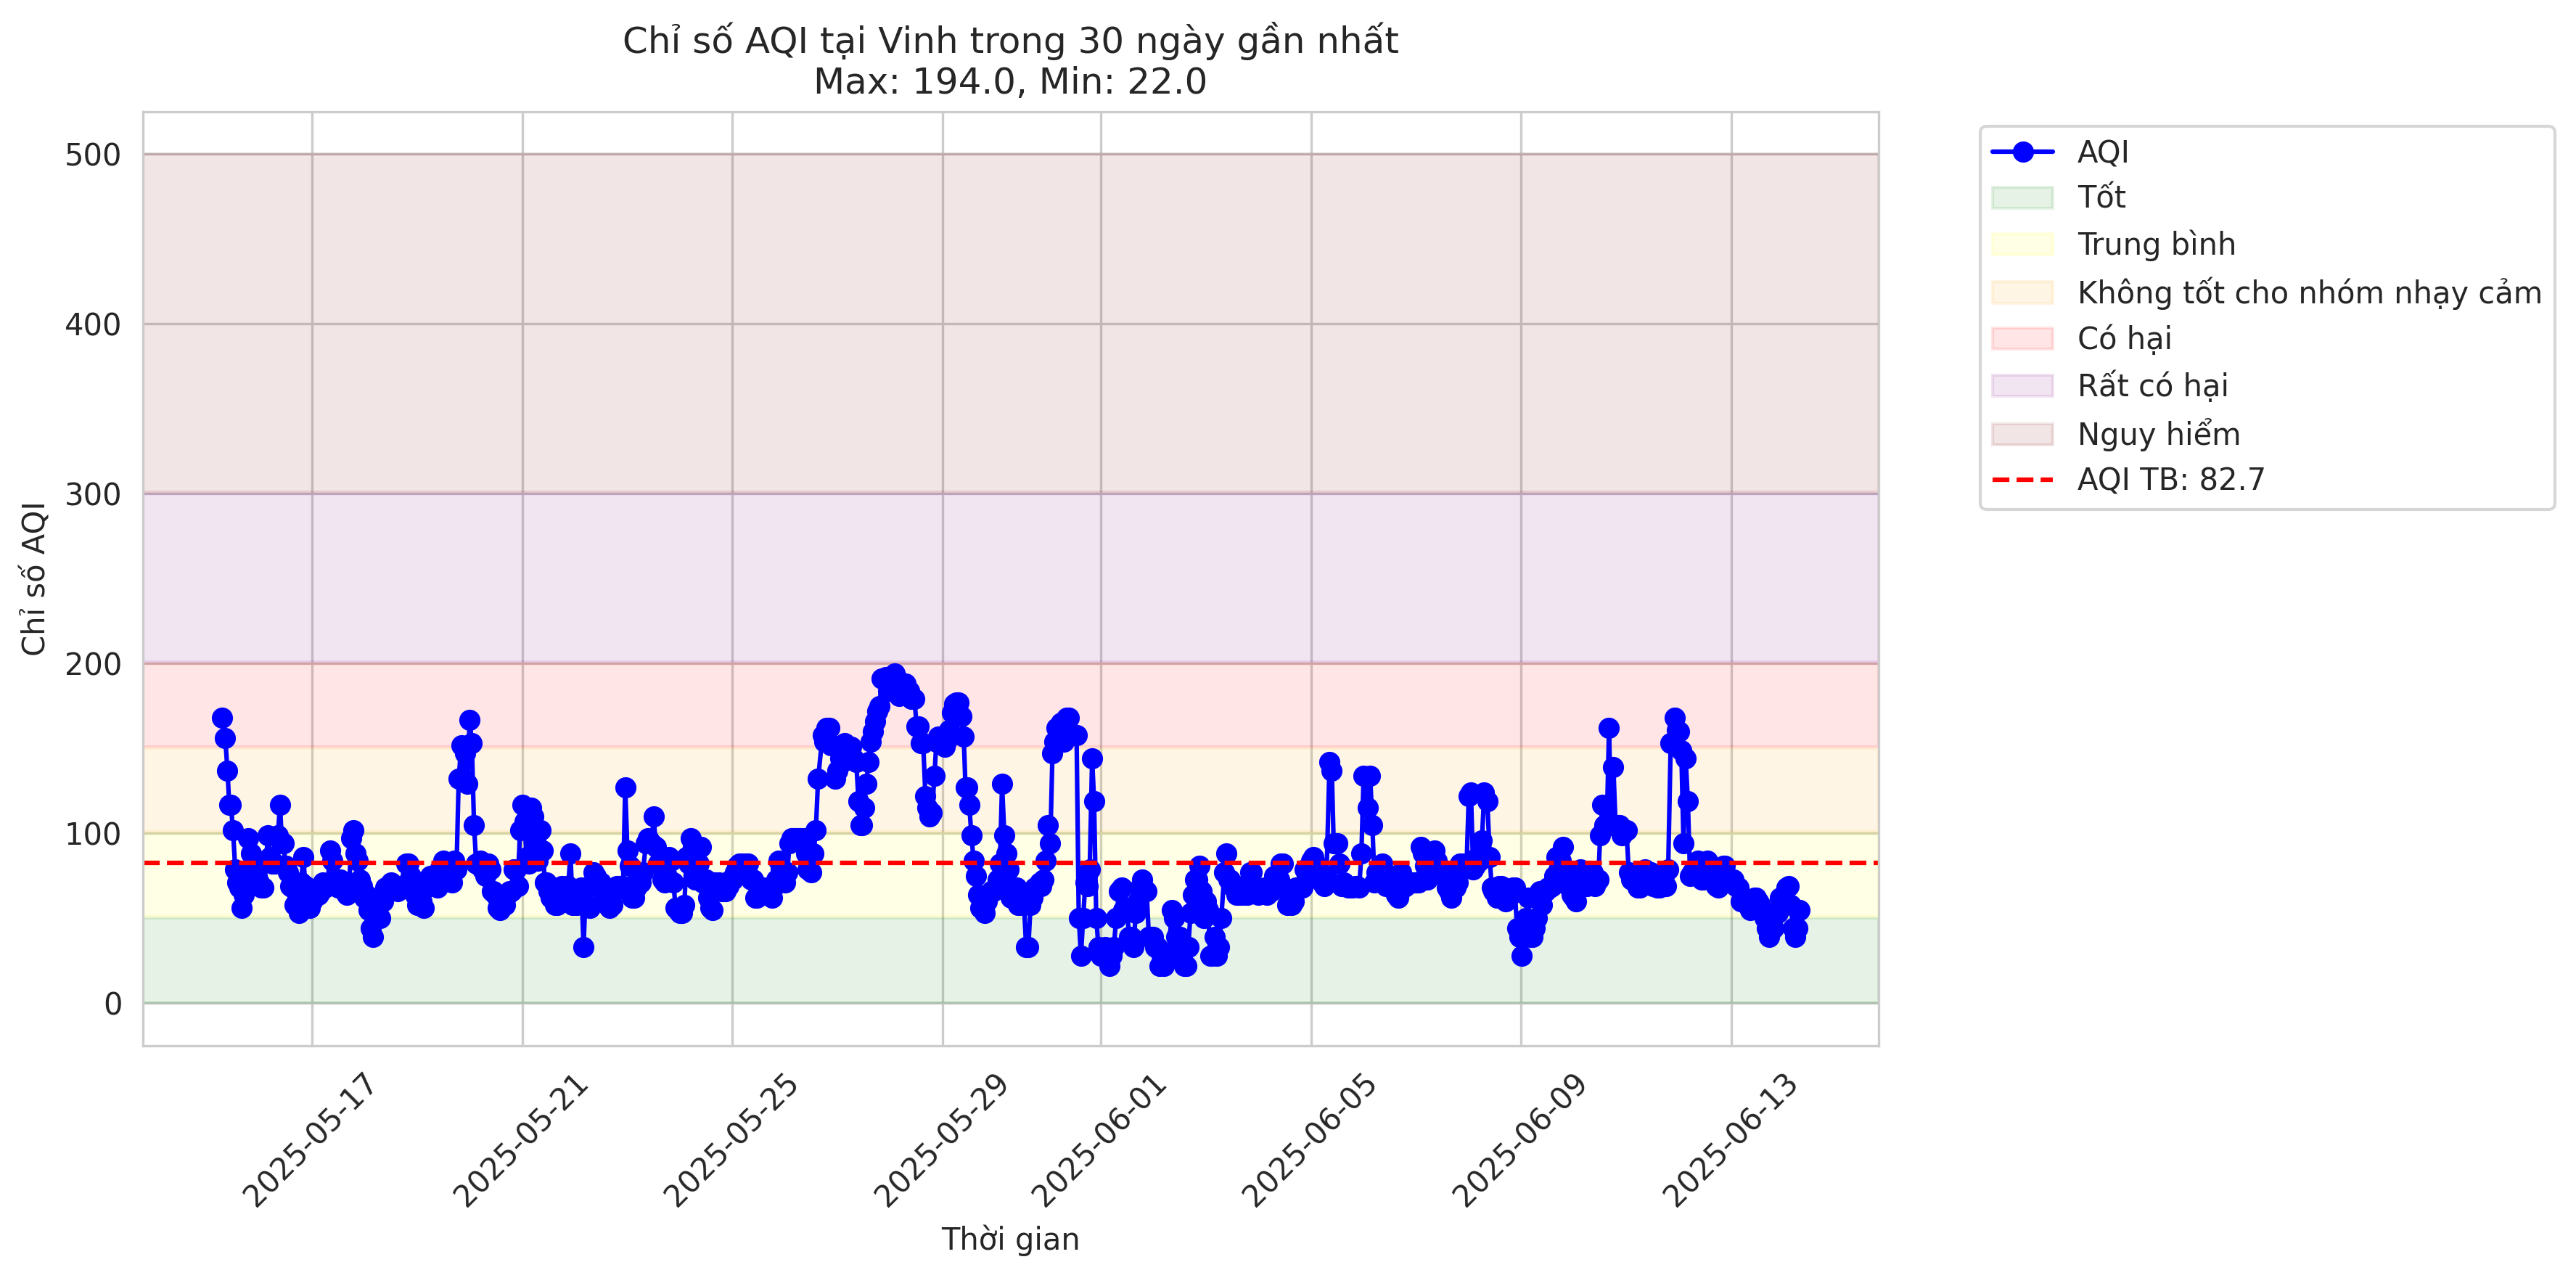 Chỉ số AQI tại Vinh trong 30 ngày gần nhất
Max: 194.0, Min: 22.0
500
400
300
200
100
0
Chỉ số AQI
2025-05-17
2025-05-21
2025-05-25
2025-05-29
2025-06-01
2025-06-05
2025-06-09
2025-06-13
Thời gian
AQI
Tốt
Trung bình
Không tốt cho nhóm nhạy cảm
Có hại
Rất có hại
Nguy hiểm
AQI TB: 82.7